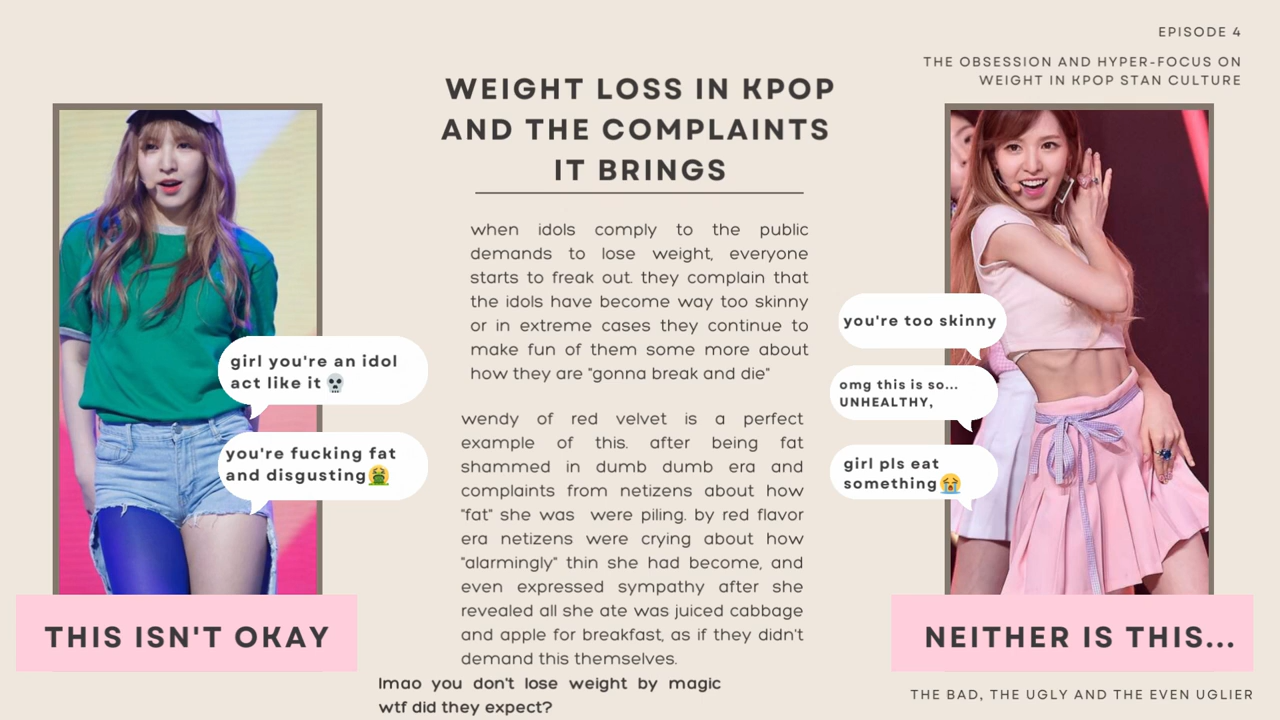 EPISODE 4
THE OBSESSION AND HYPER-FOCUS ON
WEIGHT IN KPOP STAN CULTURE
WEIGHT LOSS IN KPOP
AND THE COMPLAINTS
IT BRINGS
when idols comply to the public
demands to lose weight, everyone
starts to freak out. they complain that
the idols have become way too skinny
or in extreme cases they continue to
make fun of them some more about
how they are "gonna break and die"
wendy of red velvet is a perfect
example of this. after being fat
shammed in dumb dumb era and
complaints from netizens about how
"fat" she was were piling. by red flavor
era netizens were crying about how
"alarmingly" thin she had become, and
even expressed sympathy after she
revealed all she ate was juiced cabbage
and apple for breakfast, as if they didn't
demand this themselves.
lmao you don't lose weight by magic
wtf did they expect?
girl you're an idol
act like it💀
you're fucking fat
and disgusting🤮
THIS ISN'T OKAY
you're too skinny
omg this is so...
UNHEALTHY,
girl pls eat
something😭
NEITHER IS THIS...
THE BAD, THE UGLY AND THE EVEN UGLIER